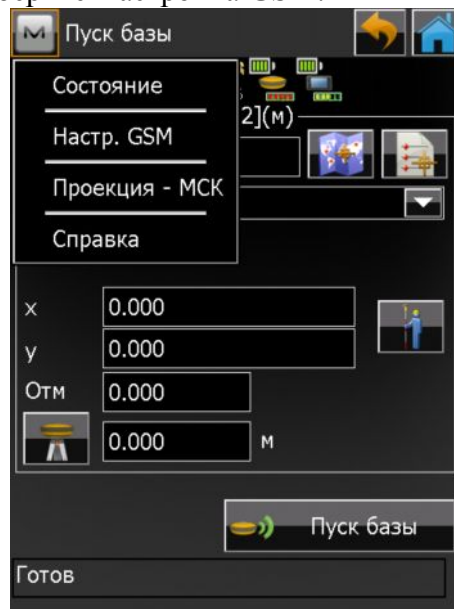 Пуск базы
Состояние
Настр. GSM
2](м)
Проекция - МСК
Справка
x 0.000
y 0.000
Отм 0.000
0.000 м
Пуск базы
Готов